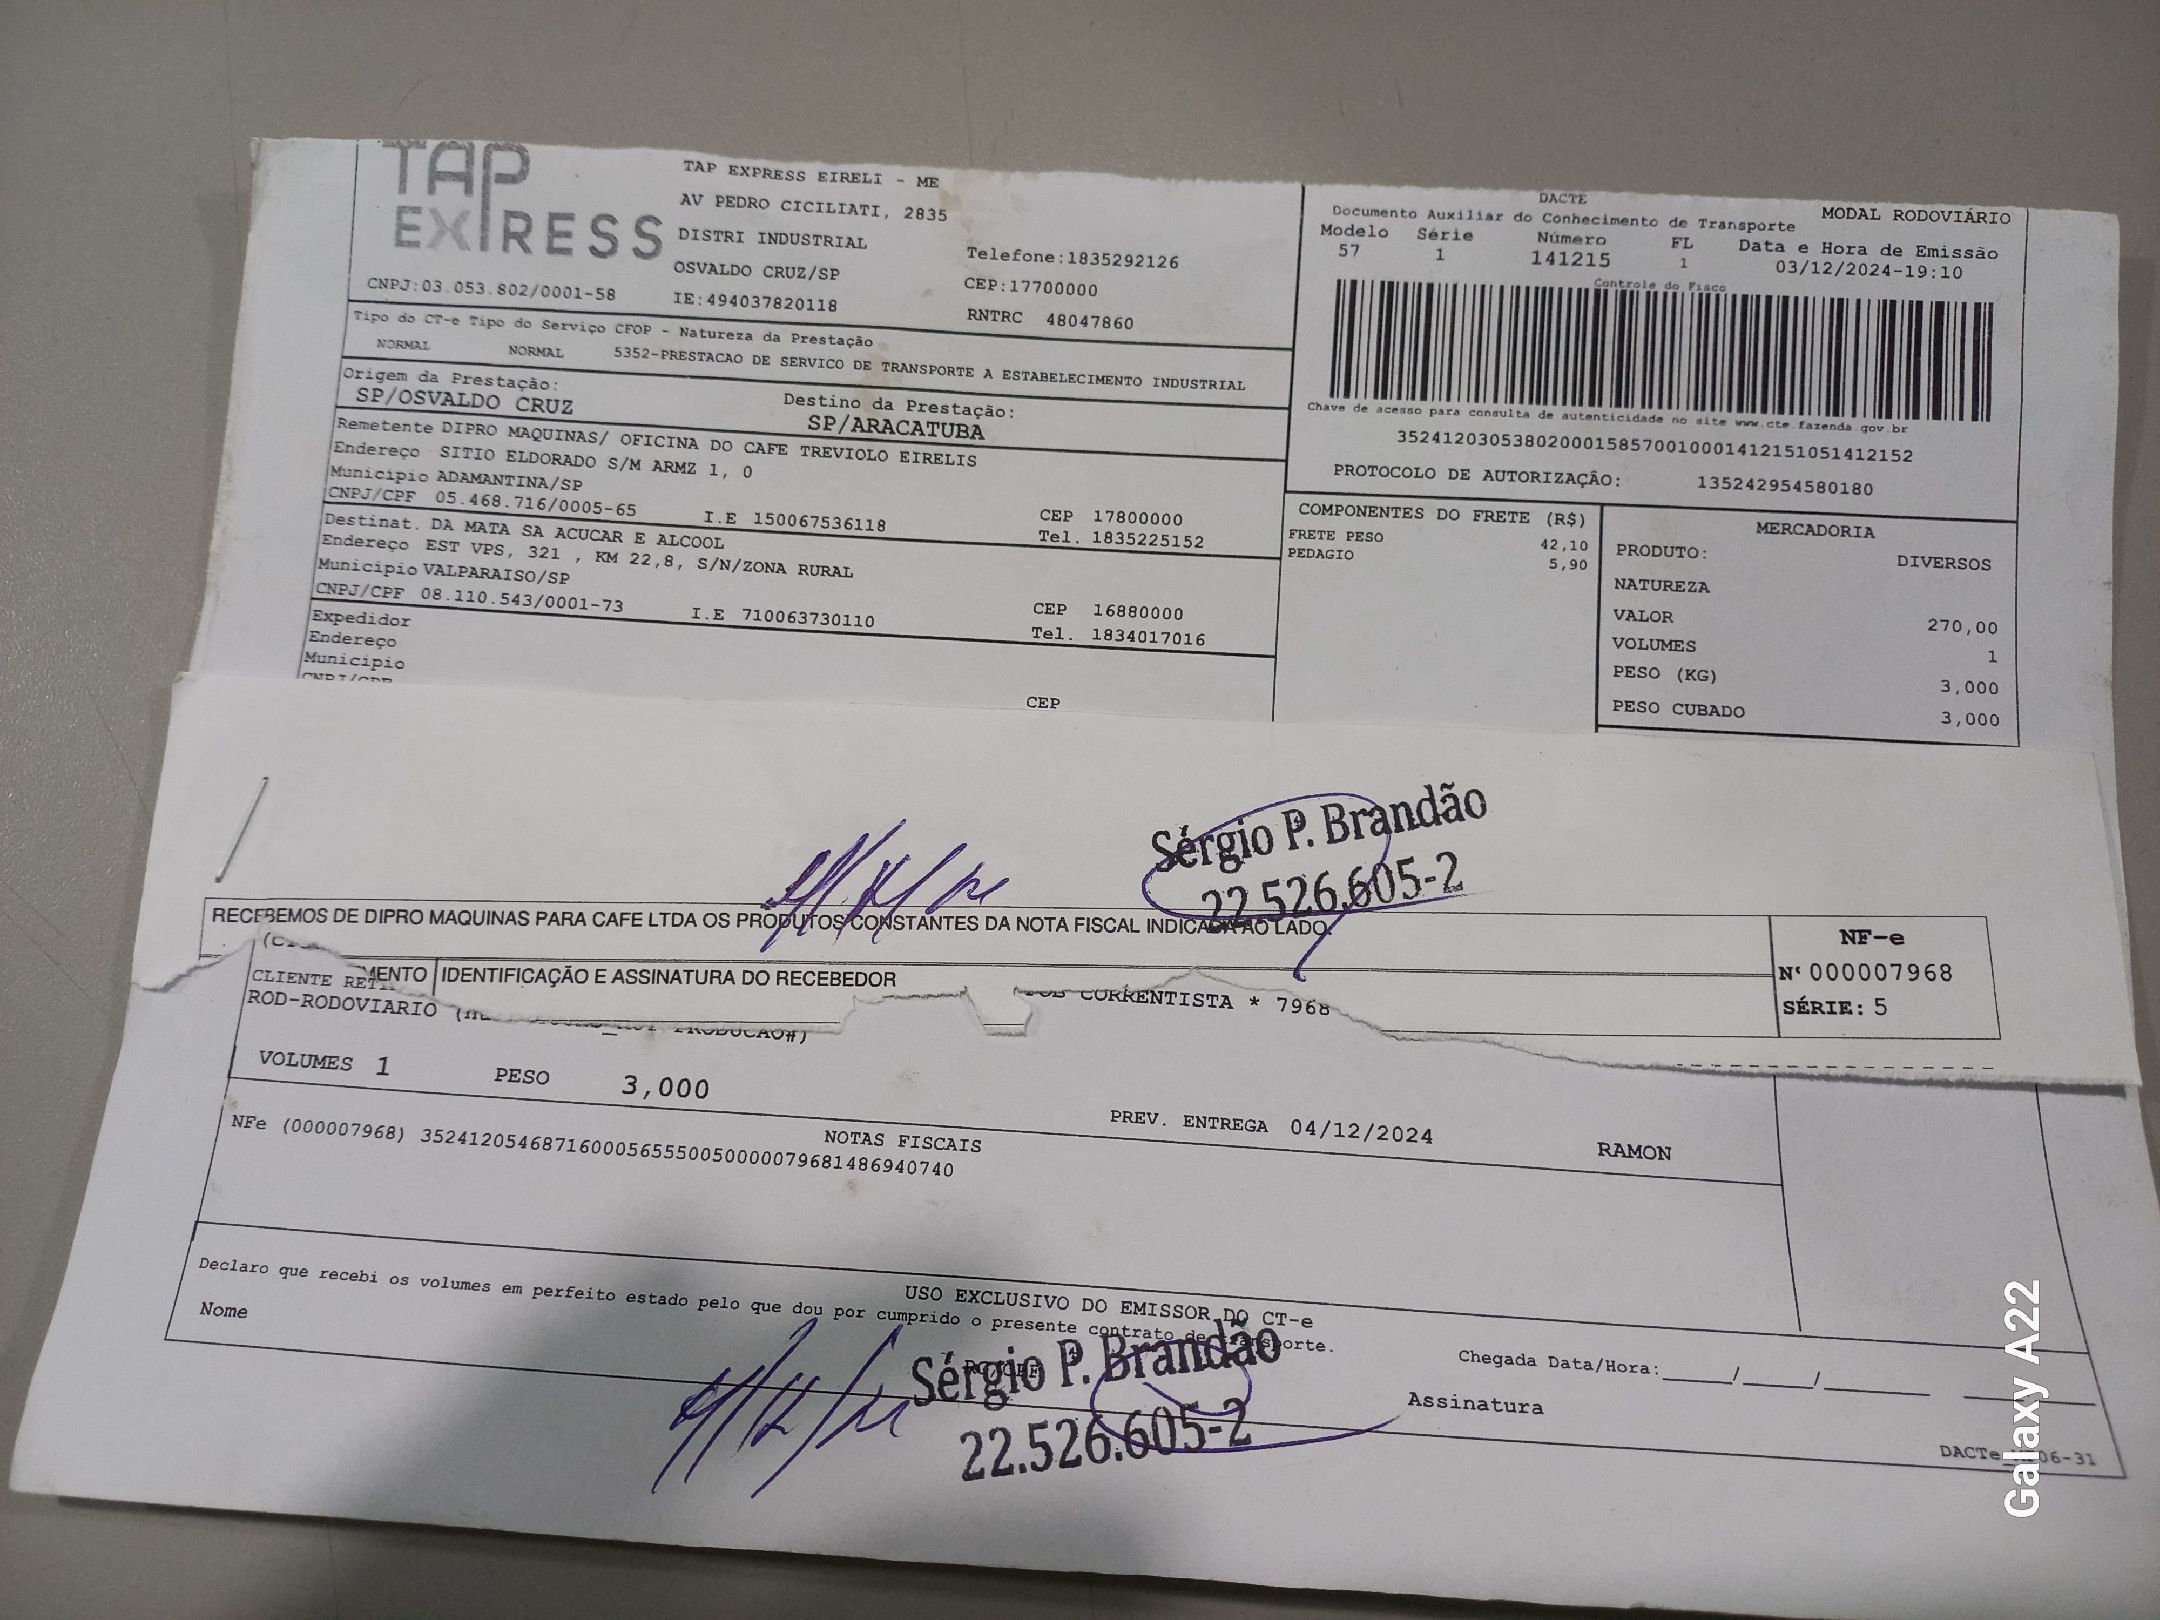 TAP
EXPRESS
TAP EXPRESS EIRELI - ME
AV PEDRO CICILIATI, 2835
DISTRI INDUSTRIAL
OSVALDO CRUZ/SP
Telefone:1835292126
CEP:17700000
CNPJ:03.053.802/0001-58
IE:494037820118
RNTRC 48047860
DACTE
Documento Auxiliar do Conhecimento de Transporte
MODAL RODOVIÁRIO
Modelo Série Número FL Data e Hora de Emissão
57 1 141215 1 03/12/2024-19:10
Controle do Fisco
Chave de acesso para consulta de autenticidade no site www.cte.fazenda.gov.br
35241203053802000158570010001412151051412152
PROTOCOLO DE AUTORIZAÇÃO: 135242954580180
Tipo do CT-e Tipo do Serviço CFOP - Natureza da Prestação
NORMAL NORMAL 5352-PRESTACAO DE SERVICO DE TRANSPORTE A ESTABELECIMENTO INDUSTRIAL
Origem da Prestação: Destino da Prestação:
SP/OSVALDO CRUZ SP/ARACATUBA
Remetente DIPRO MAQUINAS/ OFICINA DO CAFE TREVIOLO EIRELIS
Endereço SITIO ELDORADO S/M ARMZ 1, 0
Município ADAMANTINA/SP CEP 17800000
CNPJ/CPF 05.468.716/0005-65 I.E 150067536118 Tel. 1835225152
Destinat. DA MATA SA ACUCAR E ALCOOL
Endereço EST VPS, 321 , KM 22,8, S/N/ZONA RURAL
Município VALPARAISO/SP CEP 16880000
CNPJ/CPF 08.110.543/0001-73 I.E 710063730110 Tel. 1834017016
Expedidor
Endereço
Município
CNPJ/CPF
CEP
COMPONENTES DO FRETE (R$)
FRETE PESO 42,10
PEDAGIO 5,90
MERCADORIA
PRODUTO: DIVERSOS
NATUREZA
VALOR 270,00
VOLUMES 1
PESO (KG) 3,000
PESO CUBADO 3,000
Sérgio P. Brandão
22.526.605-2
RECEBEMOS DE DIPRO MAQUINAS PARA CAFE LTDA OS PRODUTOS CONSTANTES DA NOTA FISCAL INDICADA AO LADO.
NF-e
Nº 000007968
SÉRIE: 5
IDENTIFICAÇÃO E ASSINATURA DO RECEBEDOR
CLIENTE
CORRENTISTA * 7968
ROD-RODOVIARIO
VOLUMES 1 PESO 3,000
PREV. ENTREGA 04/12/2024 RAMON
NOTAS FISCAIS
NFe (000007968) 35241205468716000565550050000079681486940740
USO EXCLUSIVO DO EMISSOR DO CT-e
Declaro que recebi os volumes em perfeito estado pelo que dou por cumprido o presente contrato de transporte.
Nome
Chegada Data/Hora:____/____/______
Assinatura
Sérgio P. Brandão
22.526.605-2
Galaxy A22